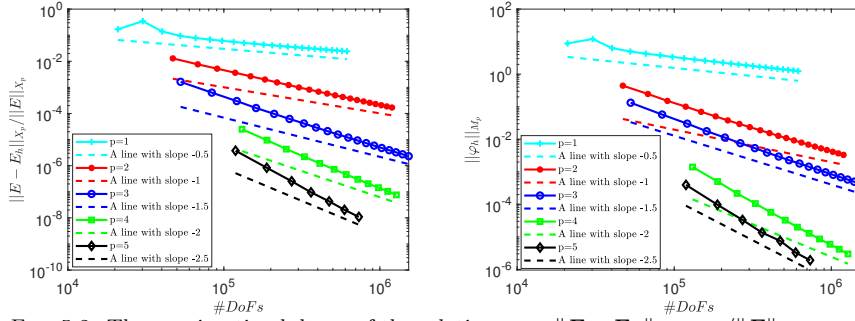 10^0
10^-2
10^-4
10^-6
10^-8
10^-10
||E − E_h||_{X_p}/||E||_{X_p}
p=1
A line with slope -0.5
p=2
A line with slope -1
p=3
A line with slope -1.5
p=4
A line with slope -2
p=5
A line with slope -2.5
10^4
10^5
10^6
#DoFs
10^2
10^0
10^-2
10^-4
10^-6
||φ_h||_{M_p}
p=1
A line with slope -0.5
p=2
A line with slope -1
p=3
A line with slope -1.5
p=4
A line with slope -2
p=5
A line with slope -2.5
10^4
10^5
10^6
#DoFs